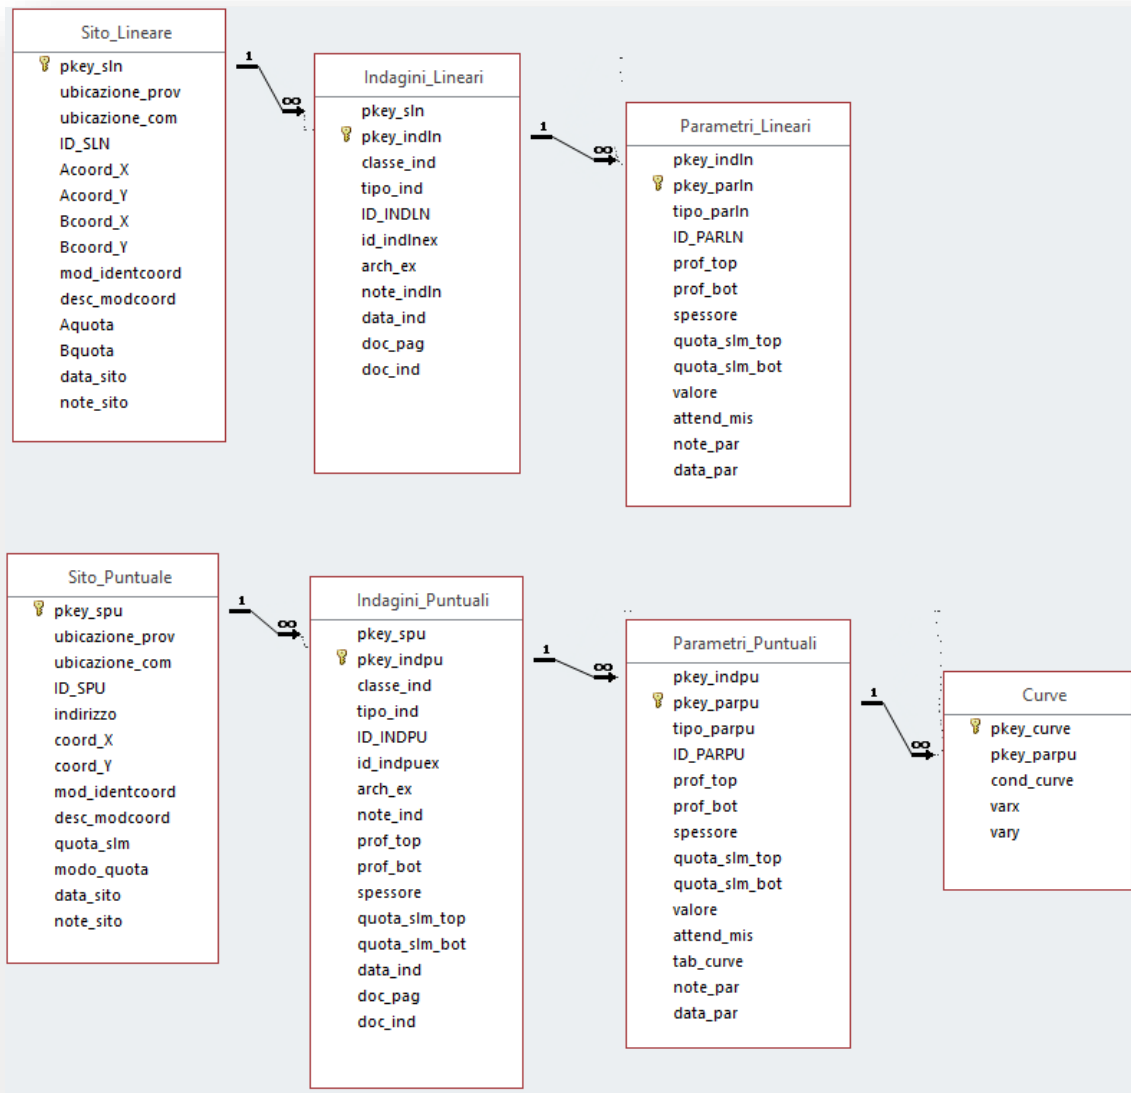 Sito_Lineare
pkey_sln
ubicazione_prov
ubicazione_com
ID_SLN
Acoord_X
Acoord_Y
Bcoord_X
Bcoord_Y
mod_identcoord
desc_modcoord
Aquota
Bquota
data_sito
note_sito
1
∞
Indagini_Lineari
pkey_sln
pkey_indln
classe_ind
tipo_ind
ID_INDLN
id_indlnex
arch_ex
note_indln
data_ind
doc_pag
doc_ind
1
∞
Parametri_Lineari
pkey_indln
pkey_parln
tipo_parln
ID_PARLN
prof_top
prof_bot
spessore
quota_slm_top
quota_slm_bot
valore
attend_mis
note_par
data_par
Sito_Puntuale
pkey_spu
ubicazione_prov
ubicazione_com
ID_SPU
indirizzo
coord_X
coord_Y
mod_identcoord
desc_modcoord
quota_slm
modo_quota
data_sito
note_sito
1
∞
Indagini_Puntuali
pkey_spu
pkey_indpu
classe_ind
tipo_ind
ID_INDPU
id_indpuex
arch_ex
note_ind
prof_top
prof_bot
spessore
quota_slm_top
quota_slm_bot
data_ind
doc_pag
doc_ind
1
∞
Parametri_Puntuali
pkey_indpu
pkey_parpu
tipo_parpu
ID_PARPU
prof_top
prof_bot
spessore
quota_slm_top
quota_slm_bot
valore
attend_mis
tab_curve
note_par
data_par
1
∞
Curve
pkey_curve
pkey_parpu
cond_curve
varx
vary